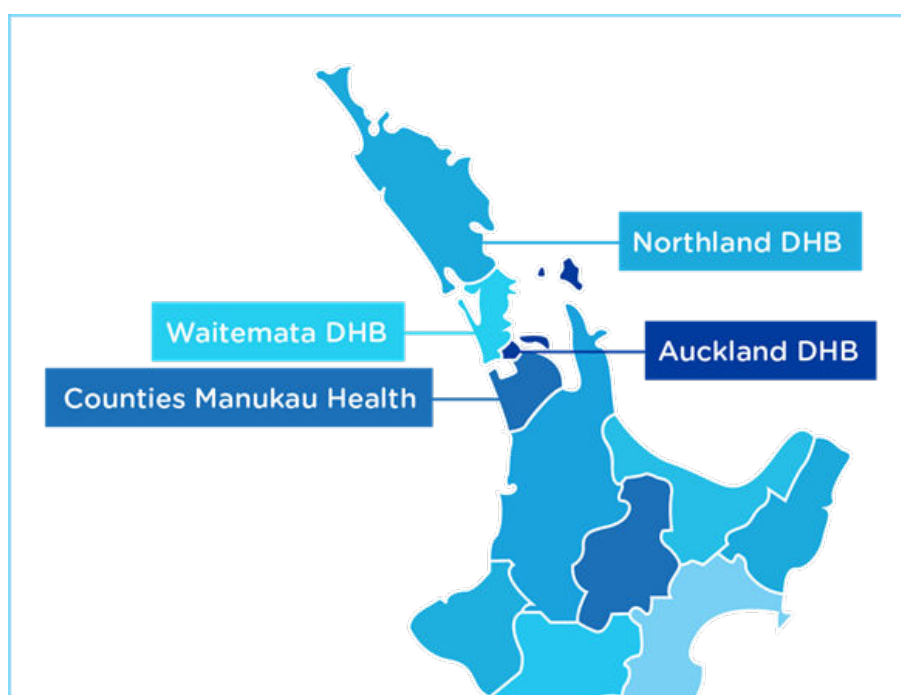 Northland DHB
Waitemata DHB
Auckland DHB
Counties Manukau Health